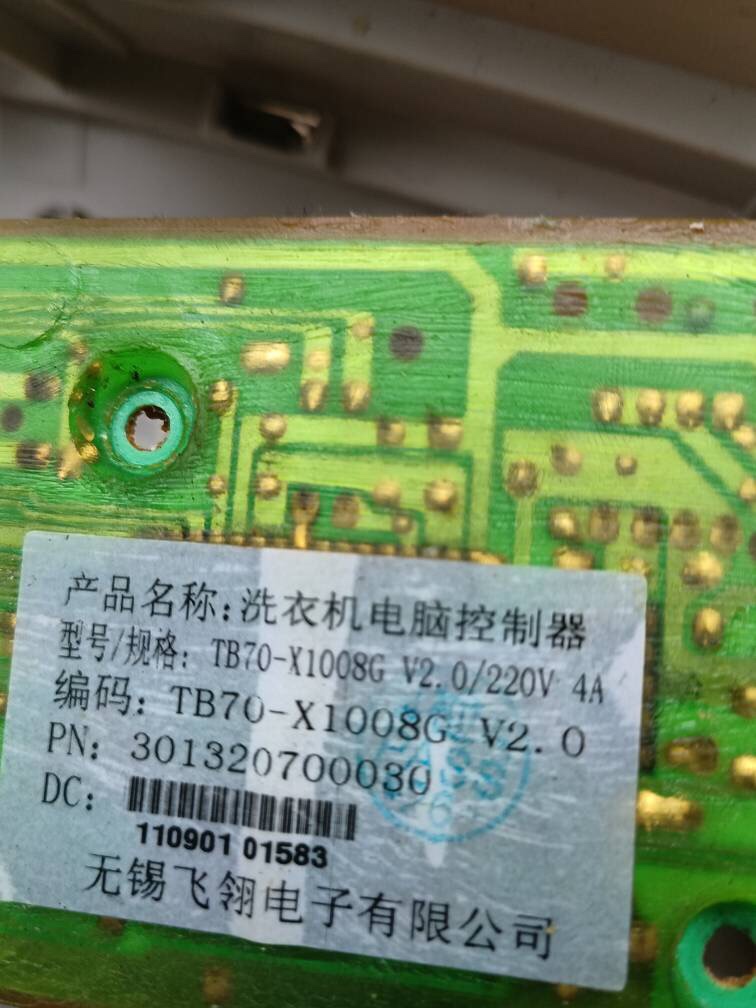 产品名称:洗衣机电脑控制器
型号/规格: TB70-X1008G V2.0/220V 4A
编码: TB70-X1008G V2.0
PN: 301320700030
DC:
110901 01583
无锡飞翎电子有限公司